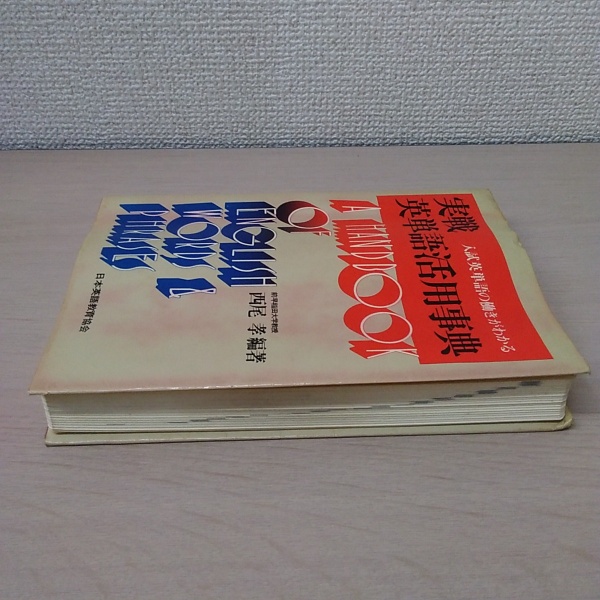 実戦
英単語活用事典
入試英単語の働きがわかる
A HANDBOOK
OF
ENGLISH
WORDS &
PHRASES
前早稲田大学教授
西尾 孝編著
日本英語教育協会